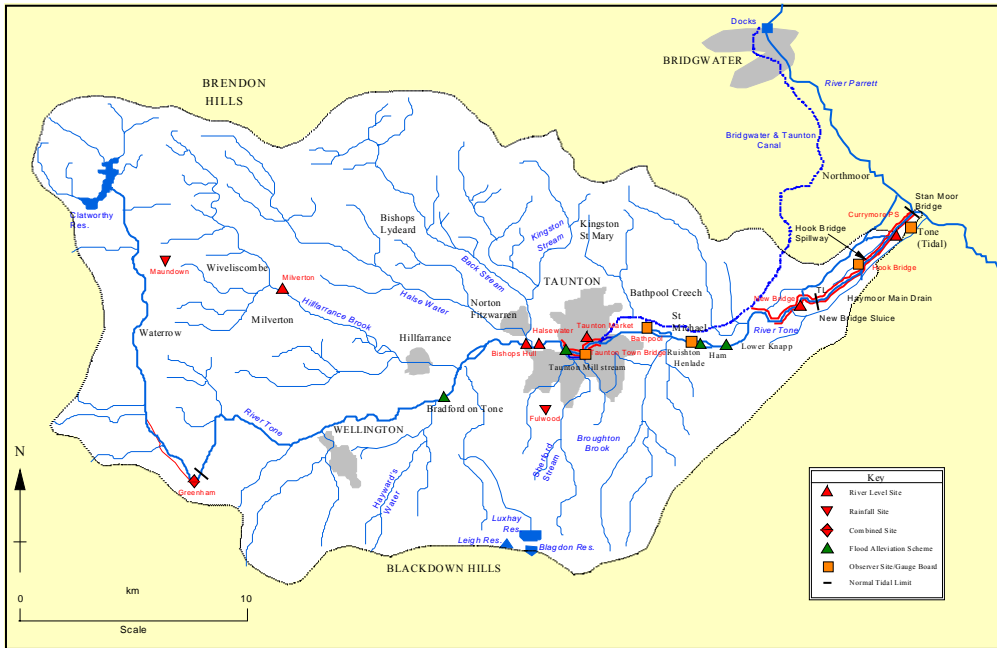 Docks
BRIDGWATER
River Parrett
BRENDON
HILLS
Bridgwater & Taunton
Canal
Northmoor
Stan Moor
Bridge
Clatworthy
Res.
Bishops
Lydeard
Kingston
Stream
Kingston
St Mary
Currymore PS
Hook Bridge
Spillway
Tone
(Tidal)
Maundown
Wiveliscombe
Milverton
Back Stream
Hook Bridge
Halse Water
TAUNTON
Bathpool Creech
TL
New Bridge
Haymoor Main Drain
Hillfarrance Brook
Norton
Fitzwarren
St
Michael
New Bridge Sluice
Waterrow
Milverton
Halsewater
Taunton Market
River Tone
Hillfarrance
Bathpool
Bishops Hull
Taunton Town Bridge
Ruishton
Ham
Lower Knapp
Taunton Mill stream
Henlade
Bradford on Tone
River Tone
Fulwood
WELLINGTON
Broughton
Brook
Sherford
Stream
Hayward's
Water
N
Greenham
Luxhay
Res.
Leigh Res.
Blagdon Res.
BLACKDOWN HILLS
Key
River Level Site
Rainfall Site
Combined Site
Flood Alleviation Scheme
Observer Site/Gauge Board
Normal Tidal Limit
km
0
10
Scale